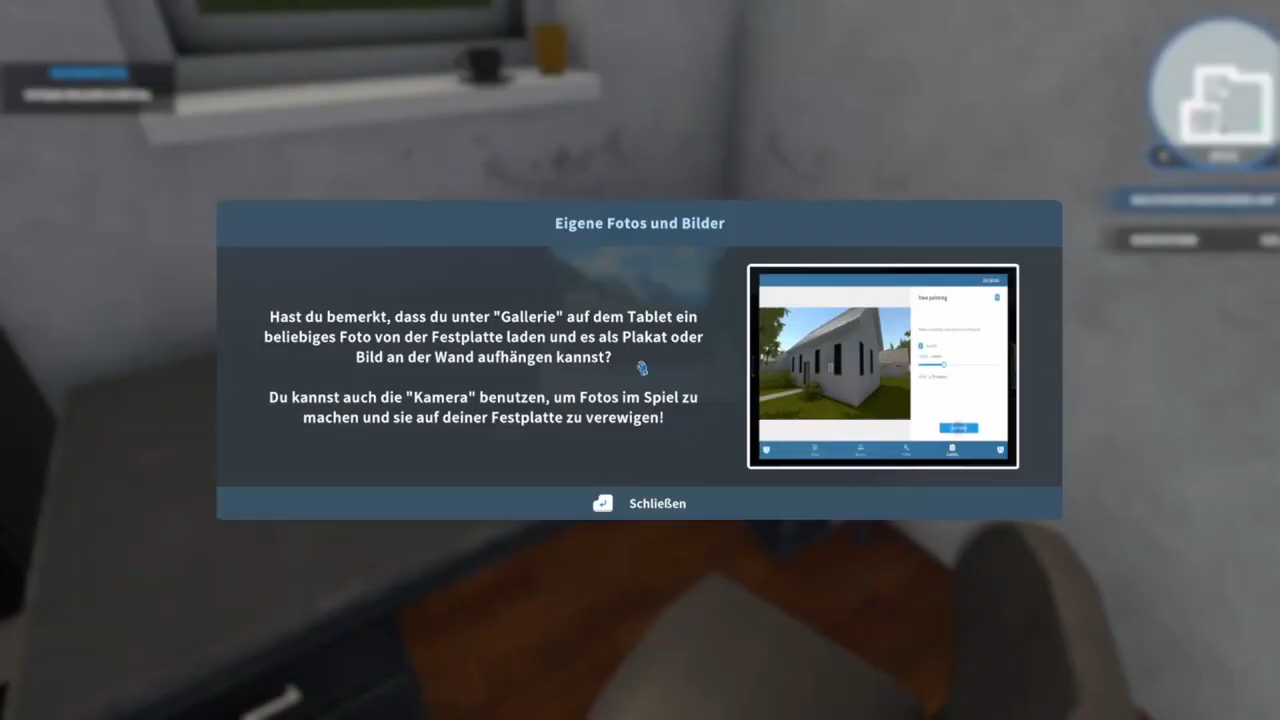 Eigene Fotos und Bilder
Hast du bemerkt, dass du unter "Gallerie" auf dem Tablet ein
beliebiges Foto von der Festplatte laden und es als Plakat oder
Bild an der Wand aufhängen kannst?
Du kannst auch die "Kamera" benutzen, um Fotos im Spiel zu
machen und sie auf deiner Festplatte zu verewigen!
Own painting
Schließen